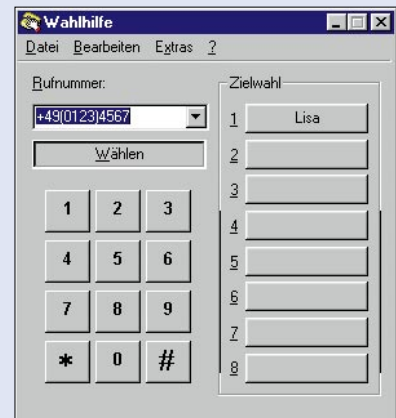 Wahlhilfe
Datei Bearbeiten Extras ?
Rufnummer:
+49(0123)4567
Wählen
1 2 3
4 5 6
7 8 9
* 0 #
Zielwahl
1 Lisa
2
3
4
5
6
7
8